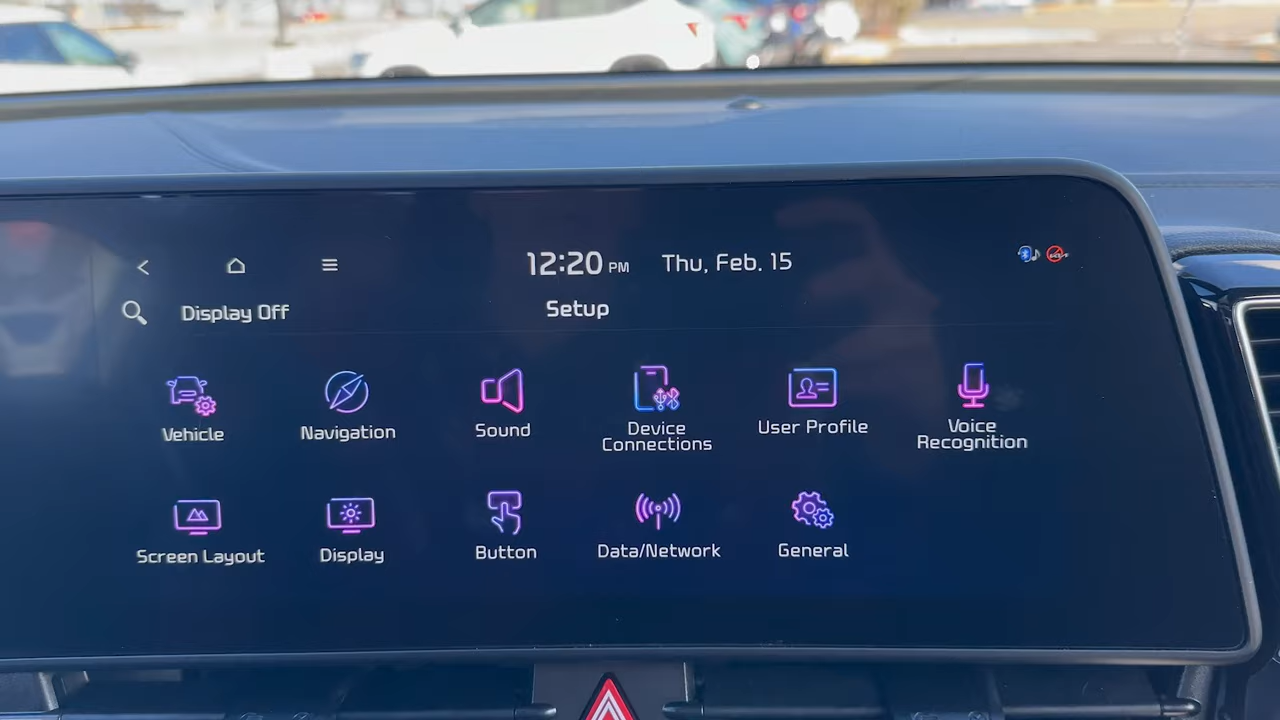 12:20 PM Thu, Feb. 15
Display Off
Setup
Vehicle
Navigation
Sound
Device
Connections
User Profile
Voice
Recognition
Screen Layout
Display
Button
Data/Network
General